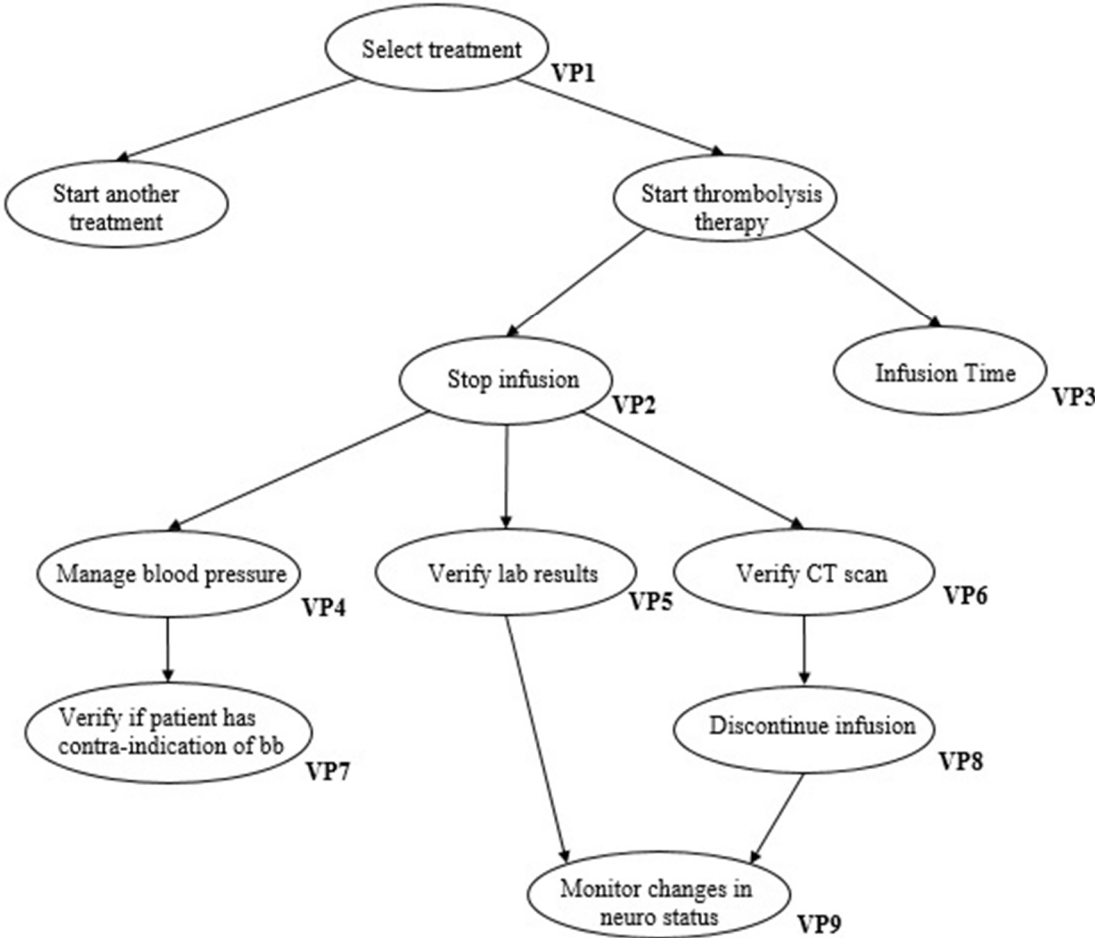 Select treatment
VP1
Start another
treatment
Start thrombolysis
therapy
Stop infusion
VP2
Infusion Time
VP3
Manage blood pressure
VP4
Verify lab results
VP5
Verify CT scan
VP6
Verify if patient has
contra-indication of bb
VP7
Discontinue infusion
VP8
Monitor changes in
neuro status
VP9